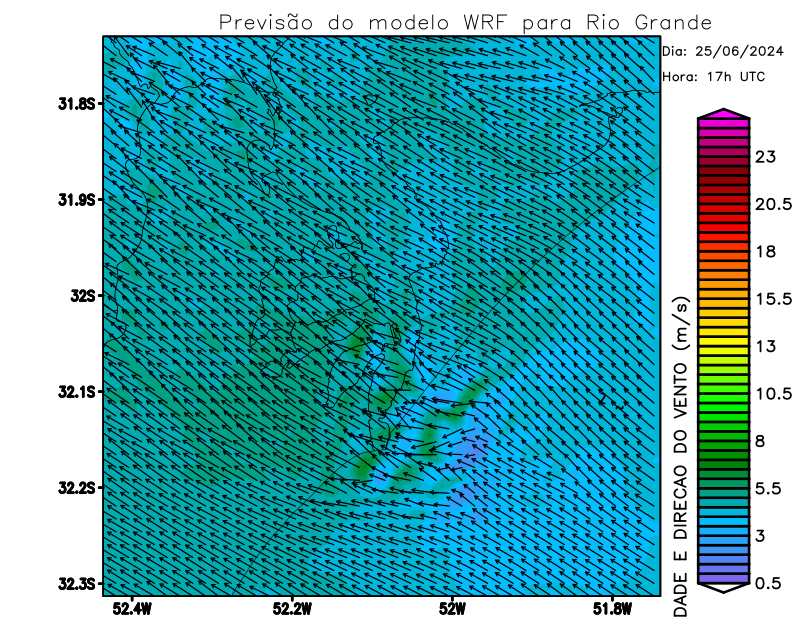 Previsão do modelo WRF para Rio Grande
Dia: 25/06/2024
Hora: 17h UTC
31.8S
31.9S
32S
32.1S
32.2S
32.3S
52.4W
52.2W
52W
51.8W
23
20.5
18
15.5
13
10.5
8
5.5
3
0.5
DADE E DIRECAO DO VENTO (m/s)